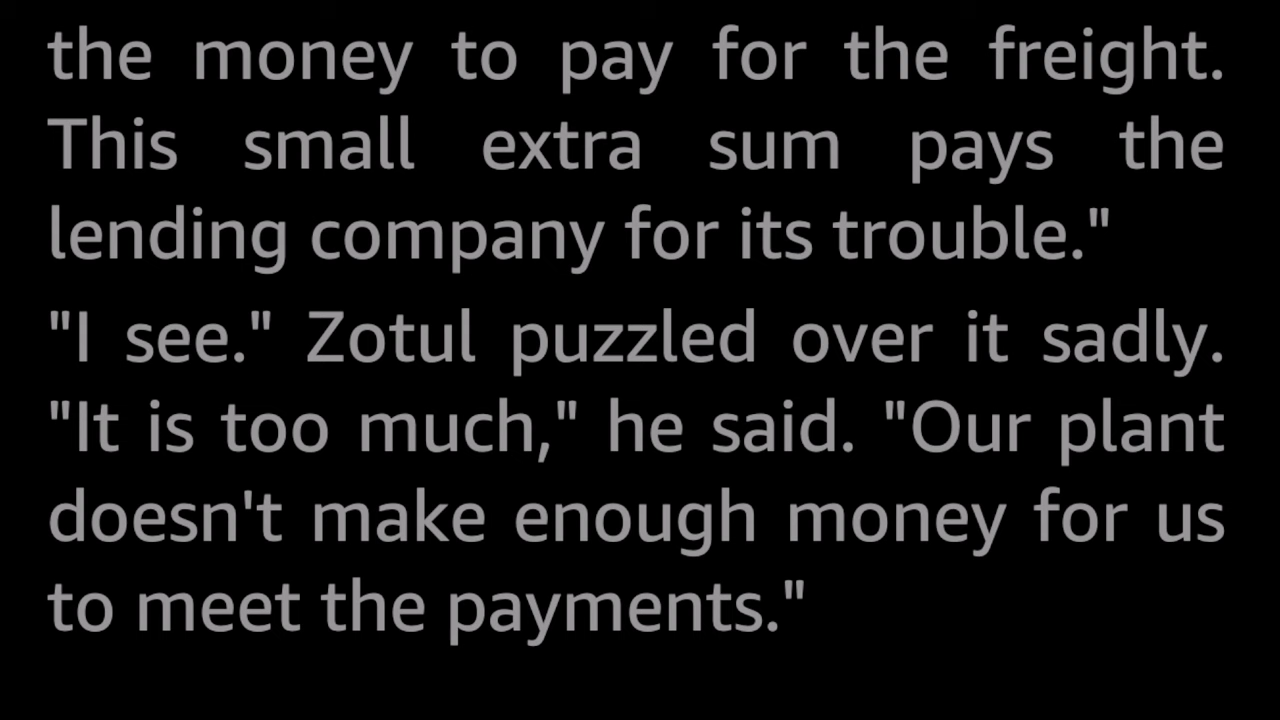 the money to pay for the freight.
This small extra sum pays the
lending company for its trouble."
"I see." Zotul puzzled over it sadly.
"It is too much," he said. "Our plant
doesn't make enough money for us
to meet the payments."